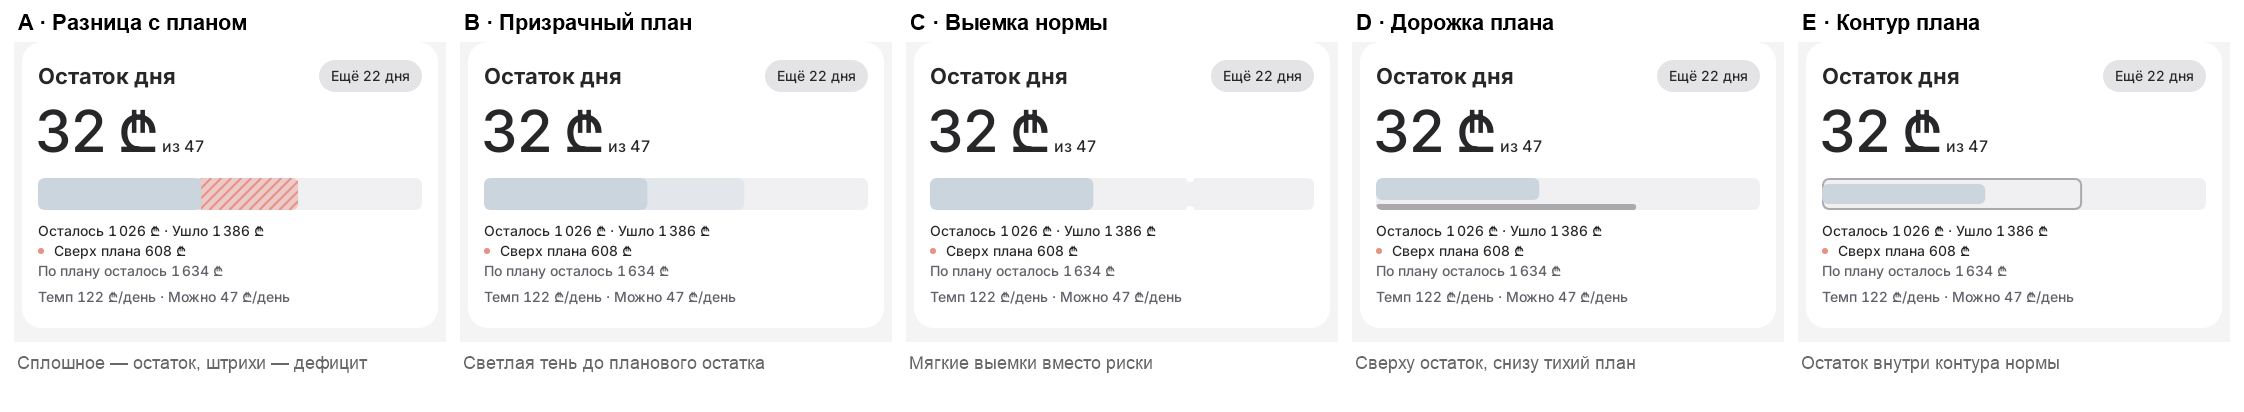 A · Разница с планом
Остаток дня
Ещё 22 дня
32 ₾ из 47
Осталось 1 026 ₾ · Ушло 1 386 ₾
Сверх плана 608 ₾
По плану осталось 1 634 ₾
Темп 122 ₾/день · Можно 47 ₾/день
Сплошное — остаток, штрихи — дефицит
B · Призрачный план
Остаток дня
Ещё 22 дня
32 ₾ из 47
Осталось 1 026 ₾ · Ушло 1 386 ₾
Сверх плана 608 ₾
По плану осталось 1 634 ₾
Темп 122 ₾/день · Можно 47 ₾/день
Светлая тень до планового остатка
C · Выемка нормы
Остаток дня
Ещё 22 дня
32 ₾ из 47
Осталось 1 026 ₾ · Ушло 1 386 ₾
Сверх плана 608 ₾
По плану осталось 1 634 ₾
Темп 122 ₾/день · Можно 47 ₾/день
Мягкие выемки вместо риски
D · Дорожка плана
Остаток дня
Ещё 22 дня
32 ₾ из 47
Осталось 1 026 ₾ · Ушло 1 386 ₾
Сверх плана 608 ₾
По плану осталось 1 634 ₾
Темп 122 ₾/день · Можно 47 ₾/день
Сверху остаток, снизу тихий план
E · Контур плана
Остаток дня
Ещё 22 дня
32 ₾ из 47
Осталось 1 026 ₾ · Ушло 1 386 ₾
Сверх плана 608 ₾
По плану осталось 1 634 ₾
Темп 122 ₾/день · Можно 47 ₾/день
Остаток внутри контура нормы